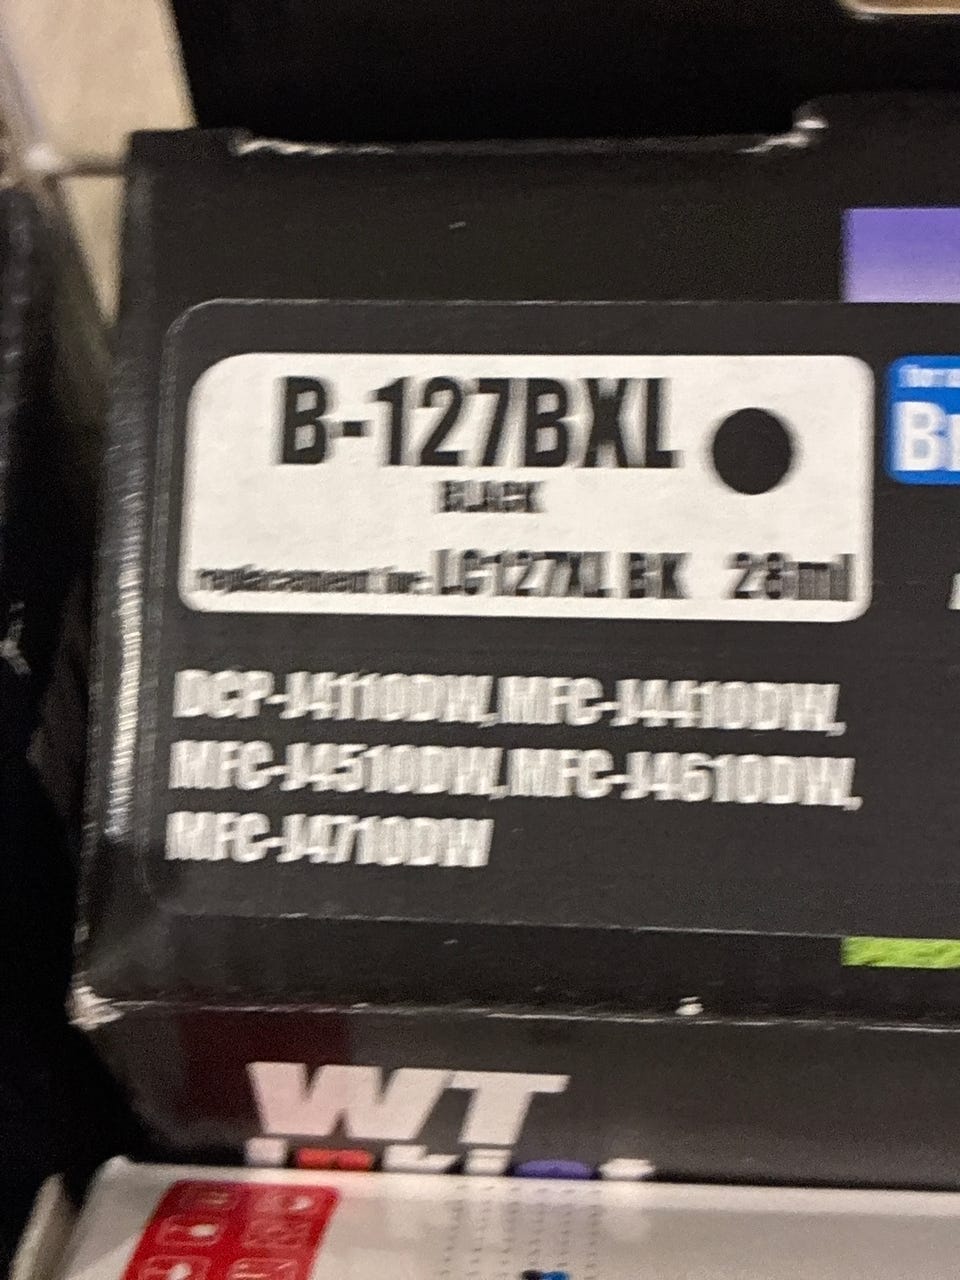 B-127BXL
BLACK
replacement for: LC127XL BK 28ml
DCP-J4110DW, MFC-J4410DW,
MFC-J4510DW, MFC-J4610DW,
MFC-J4710DW
WT